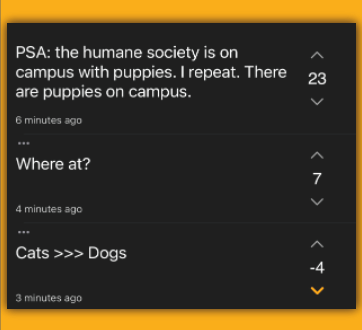 PSA: the humane society is on
campus with puppies. I repeat. There
are puppies on campus.
23
6 minutes ago
...
Where at?
7
4 minutes ago
...
Cats >>> Dogs
-4
3 minutes ago